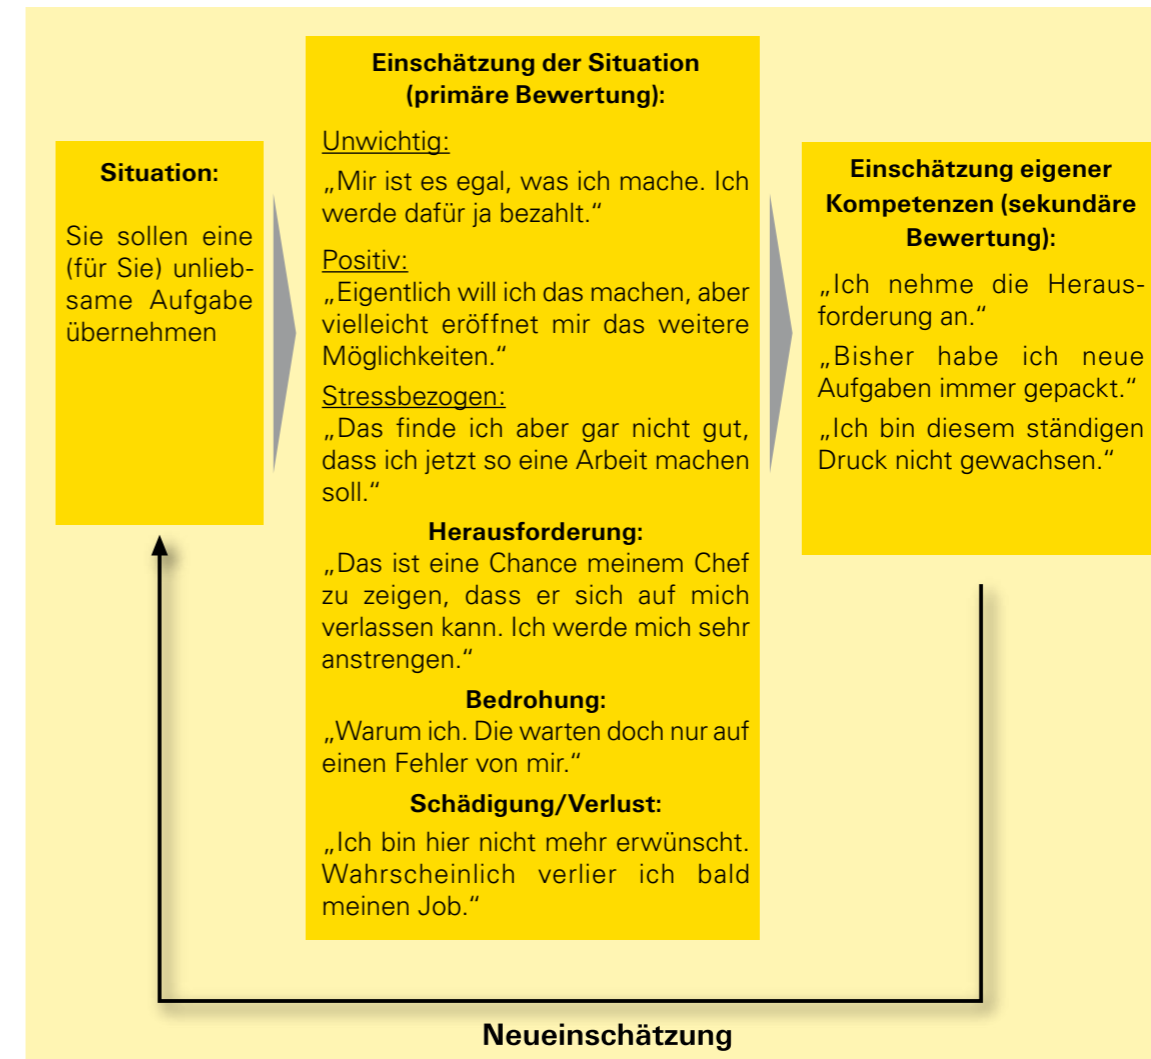 Situation:
Sie sollen eine
(für Sie) unlieb-
same Aufgabe
übernehmen
Einschätzung der Situation
(primäre Bewertung):
Unwichtig:
„Mir ist es egal, was ich mache. Ich
werde dafür ja bezahlt.“
Positiv:
„Eigentlich will ich das machen, aber
vielleicht eröffnet mir das weitere
Möglichkeiten.“
Stressbezogen:
„Das finde ich aber gar nicht gut,
dass ich jetzt so eine Arbeit machen
soll.“
Herausforderung:
„Das ist eine Chance meinem Chef
zu zeigen, dass er sich auf mich
verlassen kann. Ich werde mich sehr
anstrengen.“
Bedrohung:
„Warum ich. Die warten doch nur auf
einen Fehler von mir.“
Schädigung/Verlust:
„Ich bin hier nicht mehr erwünscht.
Wahrscheinlich verlier ich bald
meinen Job.“
Einschätzung eigener
Kompetenzen (sekundäre
Bewertung):
„Ich nehme die Heraus-
forderung an.“
„Bisher habe ich neue
Aufgaben immer gepackt.“
„Ich bin diesem ständigen
Druck nicht gewachsen.“
Neueinschätzung